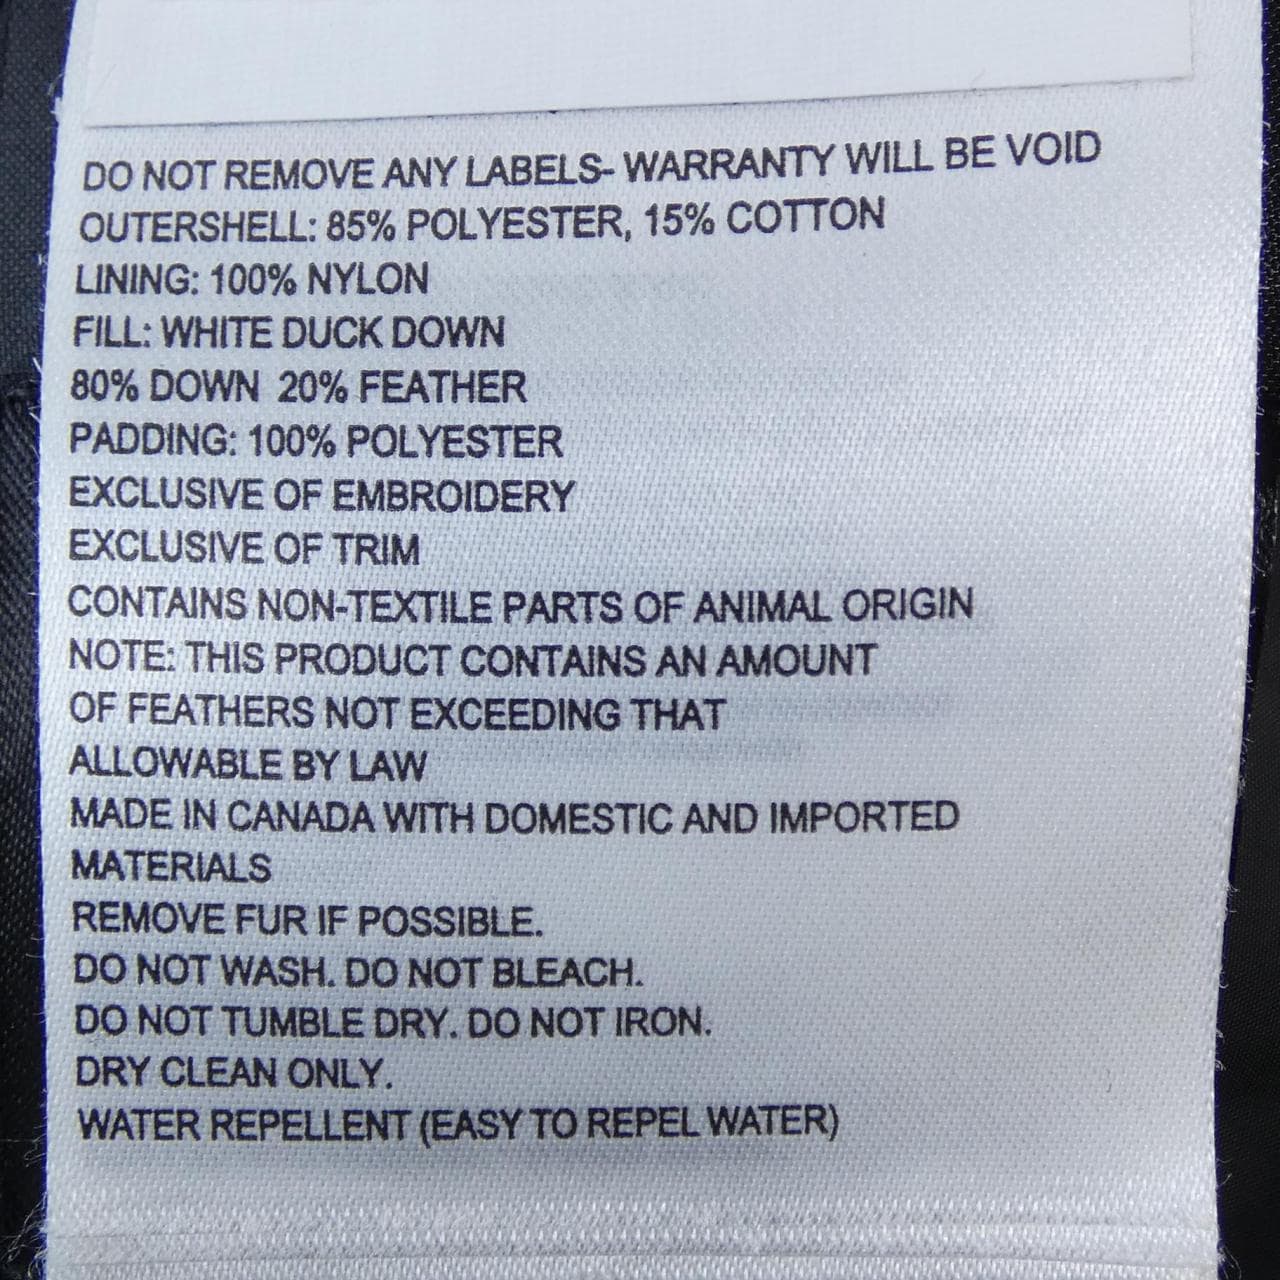 DO NOT REMOVE ANY LABELS- WARRANTY WILL BE VOID
OUTERSHELL: 85% POLYESTER, 15% COTTON
LINING: 100% NYLON
FILL: WHITE DUCK DOWN
80% DOWN 20% FEATHER
PADDING: 100% POLYESTER
EXCLUSIVE OF EMBROIDERY
EXCLUSIVE OF TRIM
CONTAINS NON-TEXTILE PARTS OF ANIMAL ORIGIN
NOTE: THIS PRODUCT CONTAINS AN AMOUNT
OF FEATHERS NOT EXCEEDING THAT
ALLOWABLE BY LAW
MADE IN CANADA WITH DOMESTIC AND IMPORTED
MATERIALS
REMOVE FUR IF POSSIBLE.
DO NOT WASH. DO NOT BLEACH.
DO NOT TUMBLE DRY. DO NOT IRON.
DRY CLEAN ONLY.
WATER REPELLENT (EASY TO REPEL WATER)